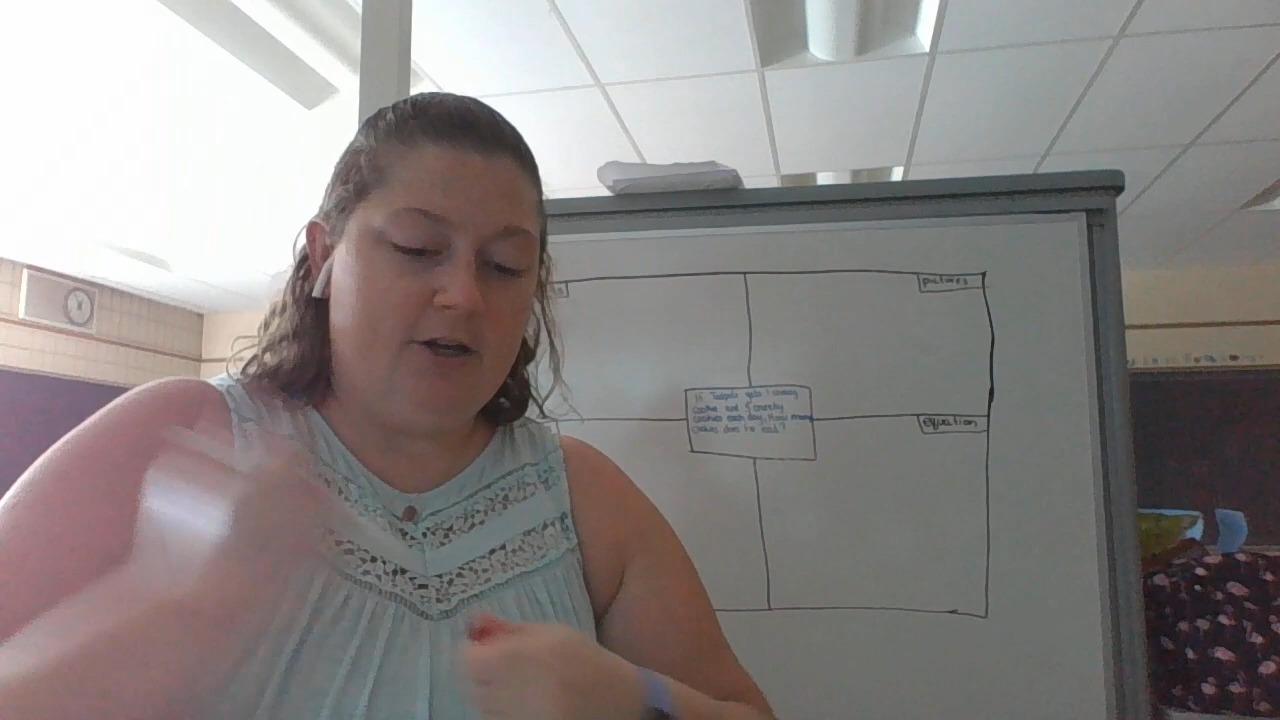 pictures
If Tadpole gets 1 chewy
cookie and 5 crunchy
cookies each day, How many
cookies does he eat?
equation